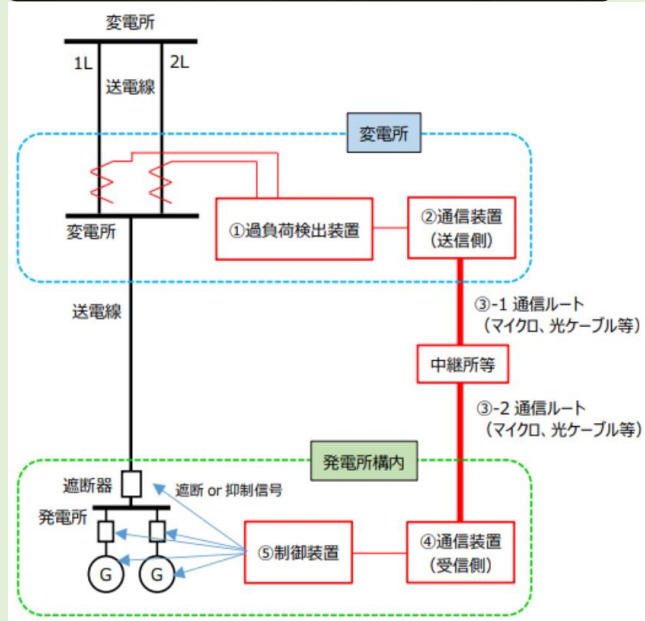 変電所
1L
2L
送電線
変電所
変電所
①過負荷検出装置
②通信装置
（送信側）
送電線
③-1 通信ルート
（マイクロ、光ケーブル等）
中継所等
③-2 通信ルート
（マイクロ、光ケーブル等）
発電所構内
遮断器
遮断 or 抑制信号
発電所
⑤制御装置
④通信装置
（受信側）
G
G